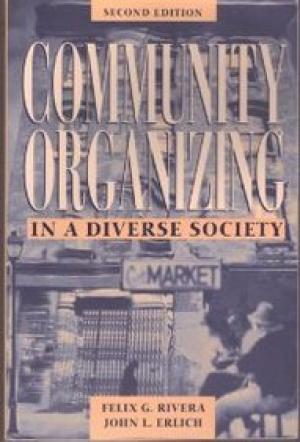 SECOND EDITION
COMMUNITY
ORGANIZING
IN A DIVERSE SOCIETY
MARKET
FELIX G. RIVERA
JOHN L. ERLICH